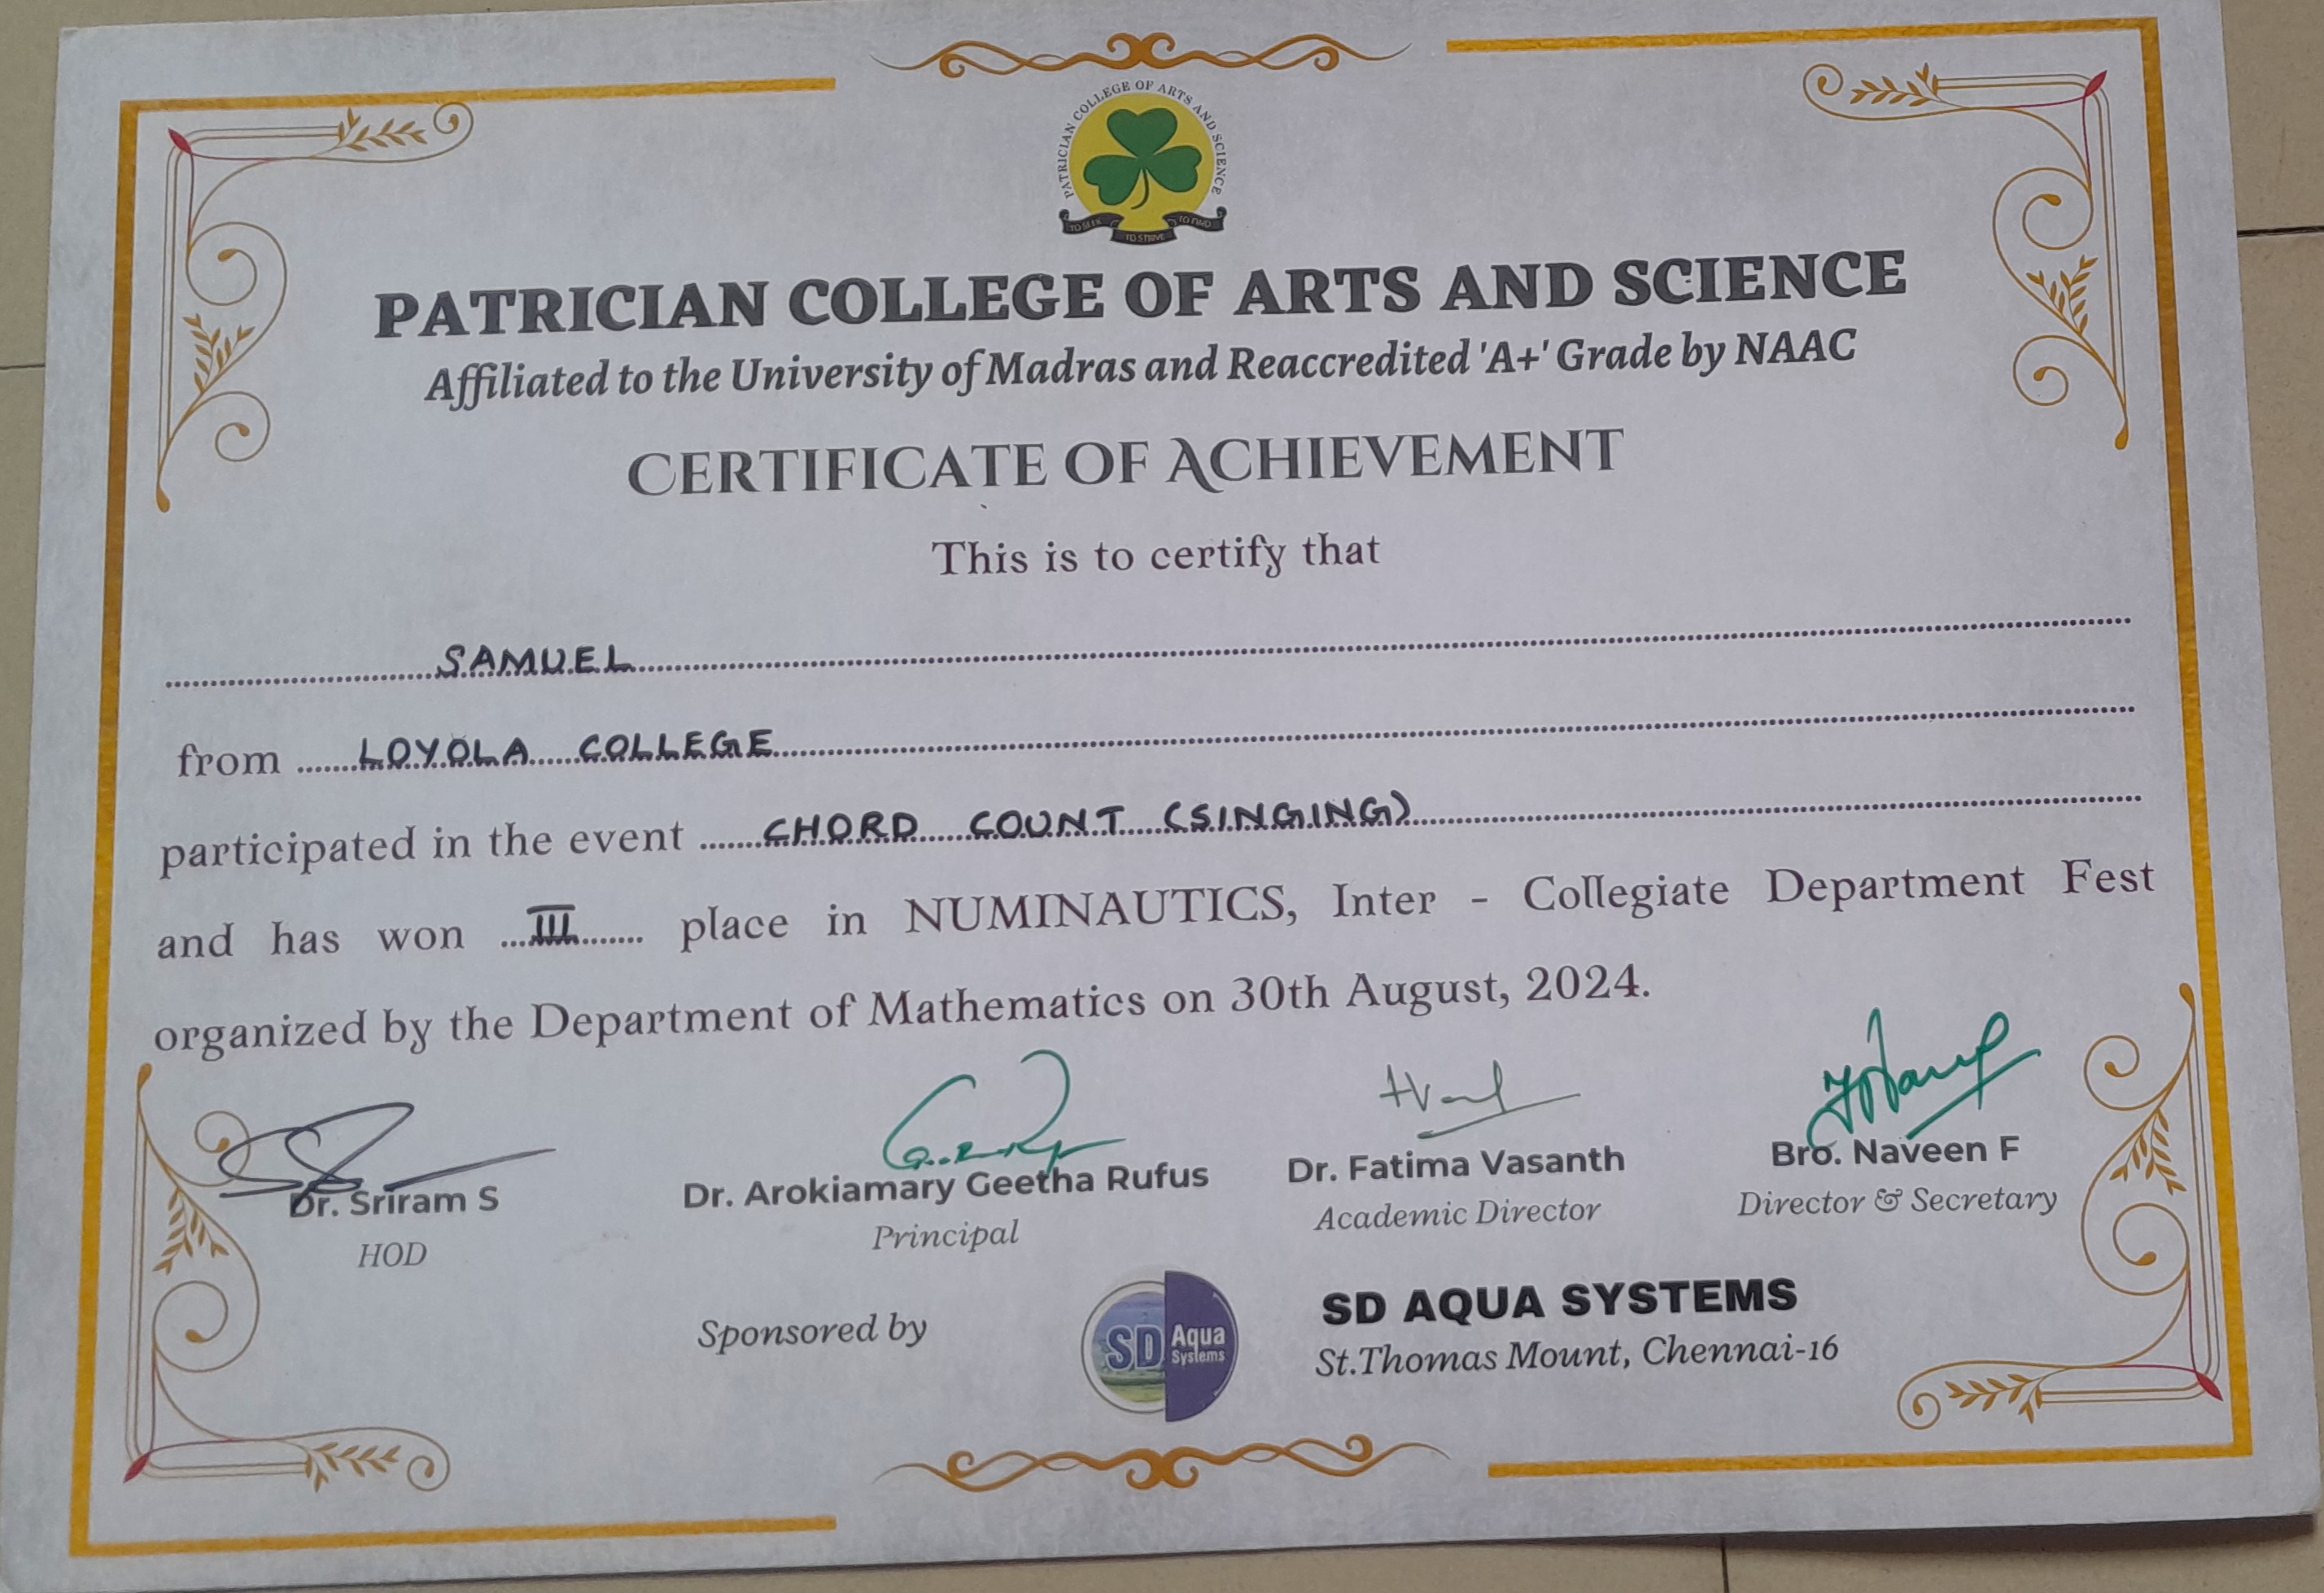 PATRICIAN COLLEGE OF ARTS AND SCIENCE
TO SEEK TO STRIVE TO FIND
PATRICIAN COLLEGE OF ARTS AND SCIENCE
Affiliated to the University of Madras and Reaccredited 'A+' Grade by NAAC
CERTIFICATE OF ACHIEVEMENT
This is to certify that
SAMUEL
from LOYOLA COLLEGE
participated in the event CHORD COUNT (SINGING)
and has won III place in NUMINAUTICS, Inter - Collegiate Department Fest
organized by the Department of Mathematics on 30th August, 2024.
Dr. Sriram S Dr. Arokiamary Geetha Rufus Dr. Fatima Vasanth Bro. Naveen F
HOD Principal Academic Director Director & Secretary
Sponsored by SD Aqua Systems SD AQUA SYSTEMS
St.Thomas Mount, Chennai-16